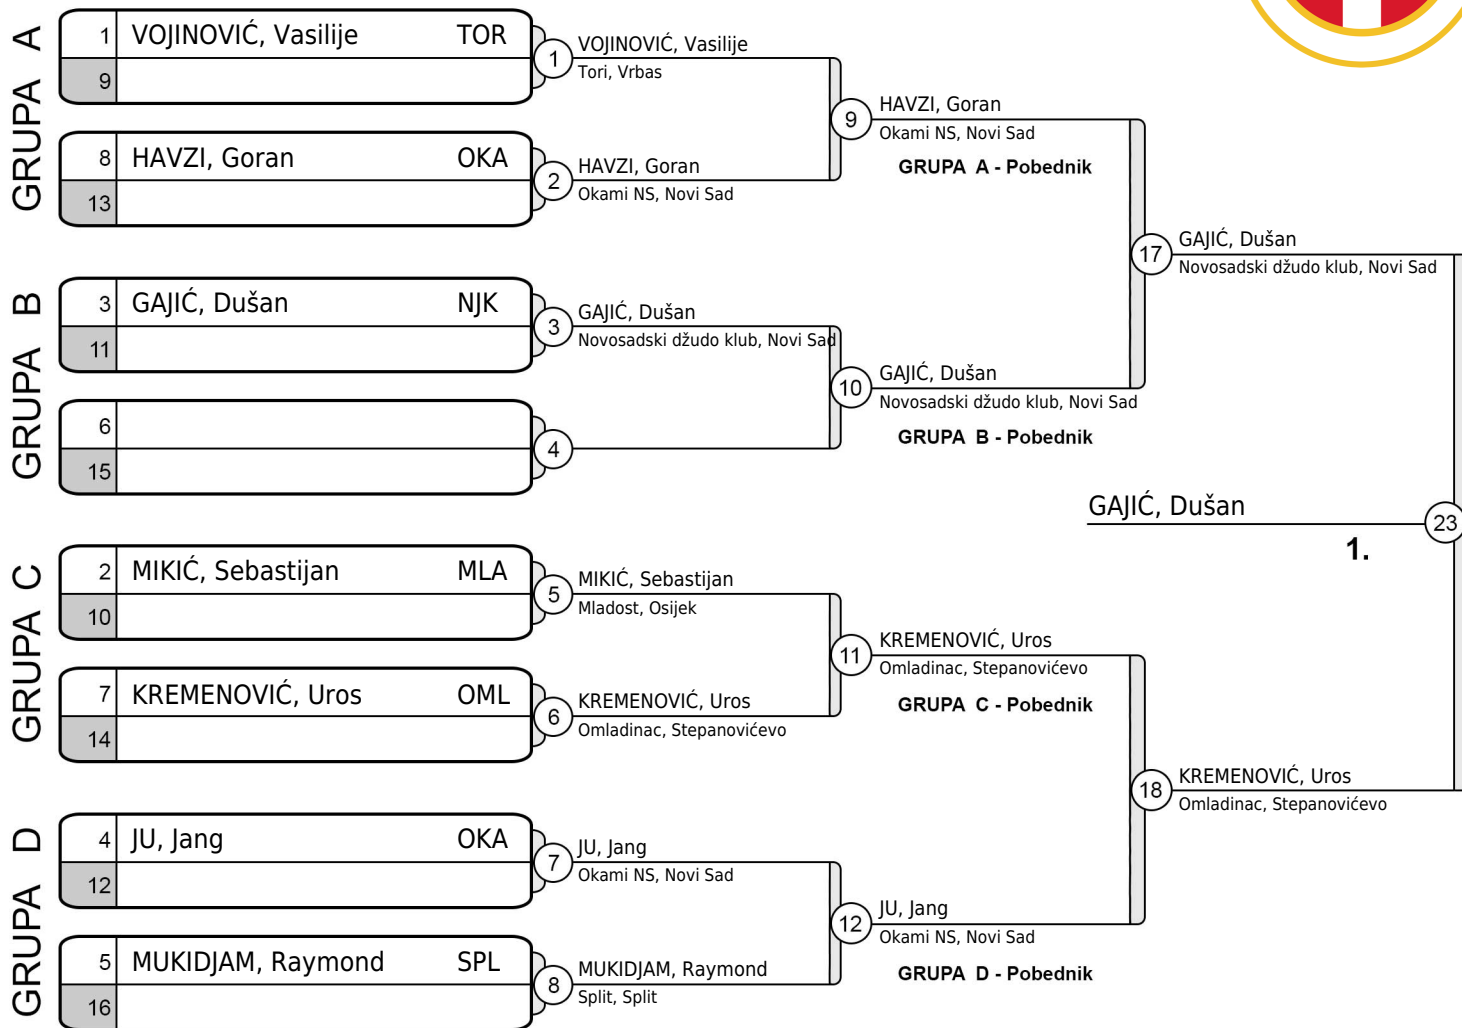 GRUPA A
1 VOJINOVIĆ, Vasilije TOR
9
8 HAVZI, Goran OKA
13
GRUPA B
3 GAJIĆ, Dušan NJK
11
6
15
GRUPA C
2 MIKIĆ, Sebastijan MLA
10
7 KREMENOVIĆ, Uros OML
14
GRUPA D
4 JU, Jang OKA
12
5 MUKIDJAM, Raymond SPL
16
1 VOJINOVIĆ, Vasilije
Tori, Vrbas
2 HAVZI, Goran
Okami NS, Novi Sad
3 GAJIĆ, Dušan
Novosadski džudo klub, Novi Sad
4
5 MIKIĆ, Sebastijan
Mladost, Osijek
6 KREMENOVIĆ, Uros
Omladinac, Stepanovićevo
7 JU, Jang
Okami NS, Novi Sad
8 MUKIDJAM, Raymond
Split, Split
9 HAVZI, Goran
Okami NS, Novi Sad
GRUPA A - Pobednik
10 GAJIĆ, Dušan
Novosadski džudo klub, Novi Sad
GRUPA B - Pobednik
11 KREMENOVIĆ, Uros
Omladinac, Stepanovićevo
GRUPA C - Pobednik
12 JU, Jang
Okami NS, Novi Sad
GRUPA D - Pobednik
17 GAJIĆ, Dušan
Novosadski džudo klub, Novi Sad
18 KREMENOVIĆ, Uros
Omladinac, Stepanovićevo
GAJIĆ, Dušan 23
1.